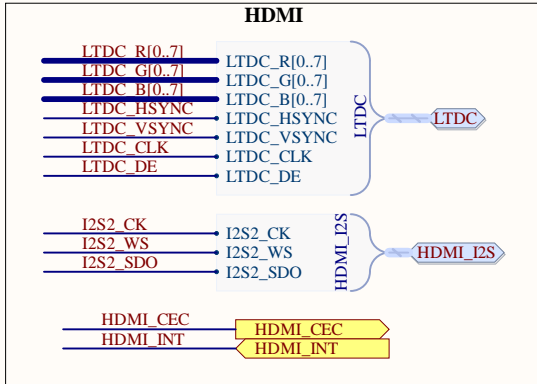 HDMI
LTDC_R[0..7] LTDC_R[0..7]
LTDC_G[0..7] LTDC_G[0..7]
LTDC_B[0..7] LTDC_B[0..7]
LTDC_HSYNC LTDC_HSYNC
LTDC_VSYNC LTDC_VSYNC
LTDC_CLK LTDC_CLK
LTDC_DE LTDC_DE
LTDC
LTDC
I2S2_CK I2S2_CK
I2S2_WS I2S2_WS
I2S2_SDO I2S2_SDO
HDMI_I2S
HDMI_I2S
HDMI_CEC HDMI_CEC
HDMI_INT HDMI_INT